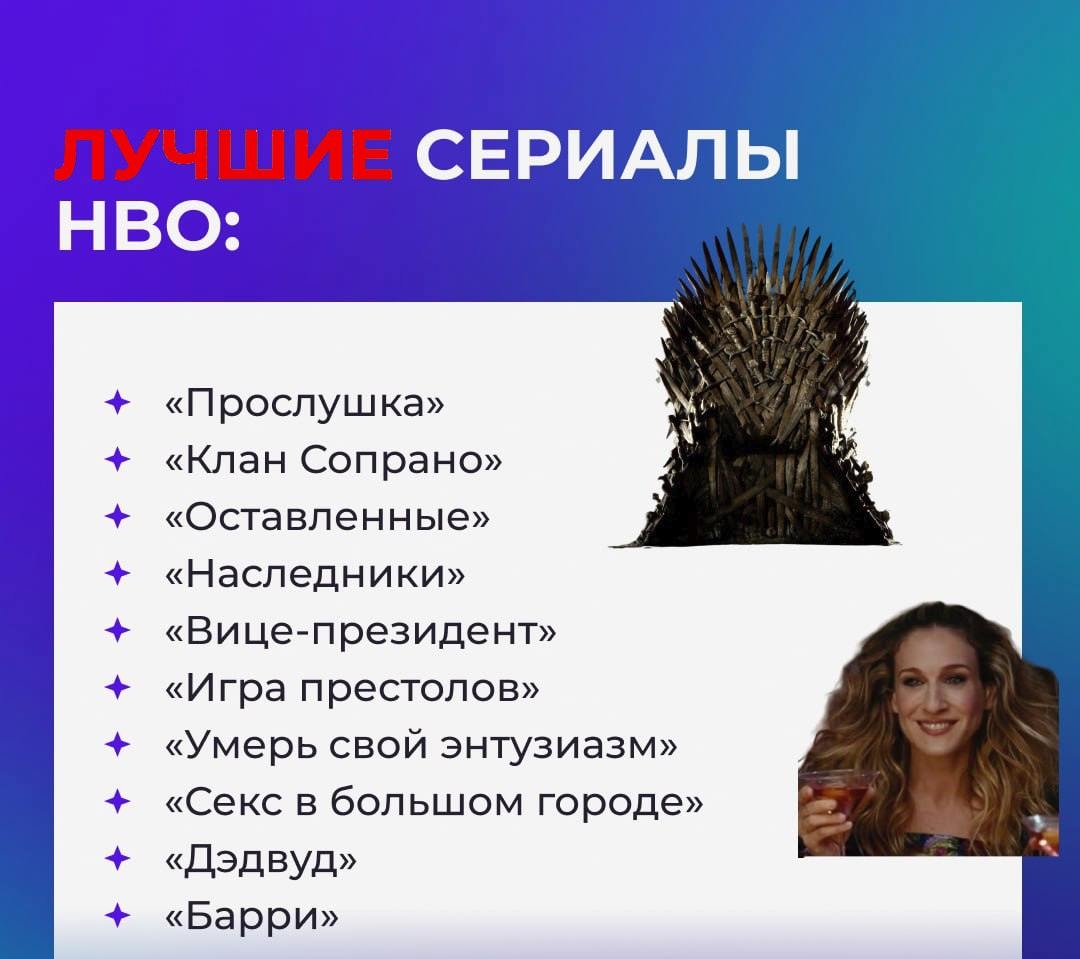 ЛУЧШИЕ СЕРИАЛЫ
HBO:
«Прослушка»
«Клан Сопрано»
«Оставленные»
«Наследники»
«Вице-президент»
«Игра престолов»
«Умерь свой энтузиазм»
«Секс в большом городе»
«Дэдвуд»
«Барри»